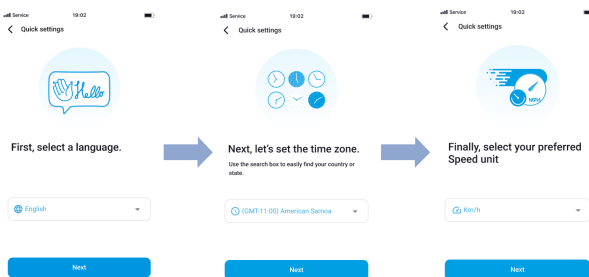 Service 19:02
Quick settings
Hello
First, select a language.
English
Next
Service 19:02
Quick settings
Next, let's set the time zone.
Use the search box to easily find your country or
state.
(GMT-11:00) American Samoa
Next
Service 19:02
Quick settings
MPH
Finally, select your preferred
Speed unit
Km/h
Next